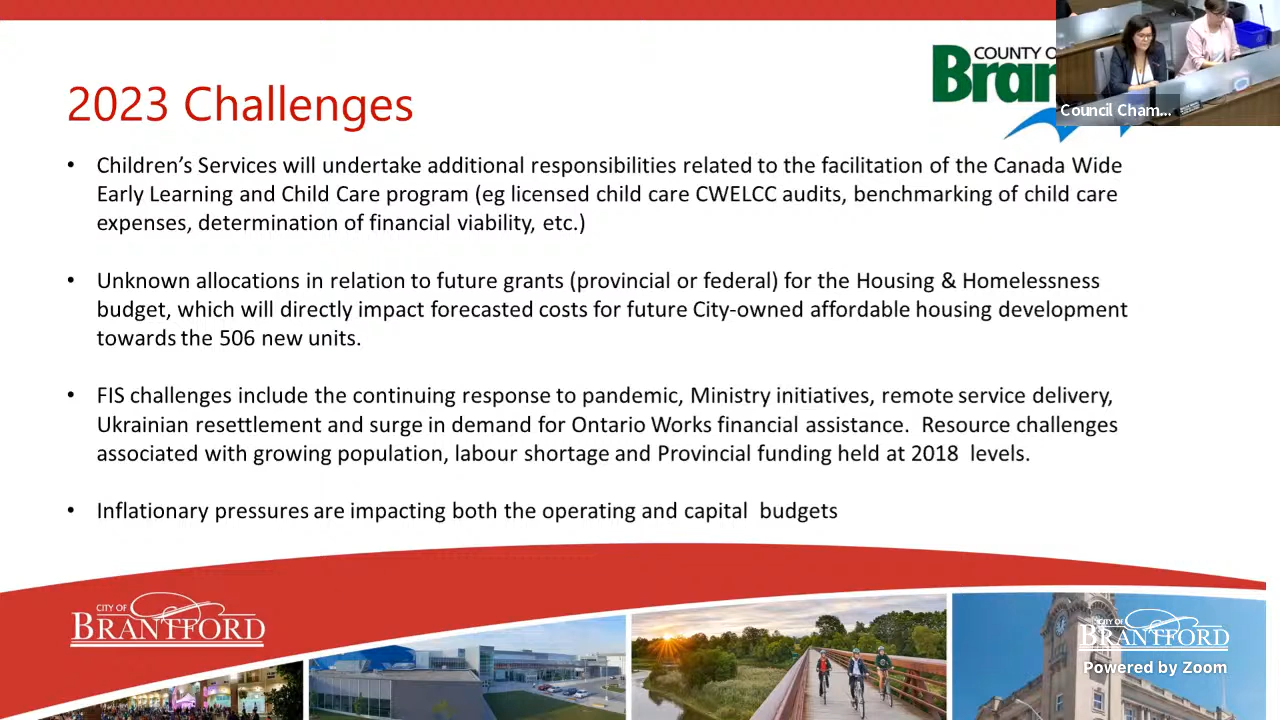 COUNTY O
Bran
Council Cham...
2023 Challenges
• Children's Services will undertake additional responsibilities related to the facilitation of the Canada Wide
Early Learning and Child Care program (eg licensed child care CWELCC audits, benchmarking of child care
expenses, determination of financial viability, etc.)
• Unknown allocations in relation to future grants (provincial or federal) for the Housing & Homelessness
budget, which will directly impact forecasted costs for future City-owned affordable housing development
towards the 506 new units.
• FIS challenges include the continuing response to pandemic, Ministry initiatives, remote service delivery,
Ukrainian resettlement and surge in demand for Ontario Works financial assistance.  Resource challenges
associated with growing population, labour shortage and Provincial funding held at 2018  levels.
• Inflationary pressures are impacting both the operating and capital  budgets
CITY OF
BRANTFORD
CITY OF
BRANTFORD
Powered by Zoom